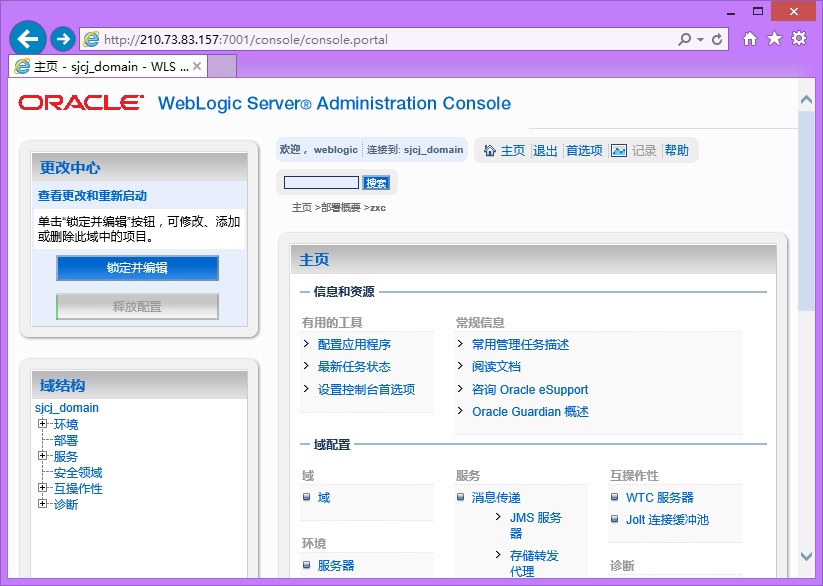 http://210.73.83.157:7001/console/console.portal
主页 - sjcj_domain - WLS ...
ORACLE® WebLogic Server® Administration Console
更改中心
查看更改和重新启动
单击“锁定并编辑”按钮，可修改、添加
或删除此域中的项目。
锁定并编辑
释放配置
域结构
sjcj_domain
环境
部署
服务
安全领域
互操作性
诊断
欢迎， weblogic 连接到: sjcj_domain
主页 退出 首选项 记录 帮助
搜索
主页 >部署概要 >zxc
主页
信息和资源
有用的工具
配置应用程序
最新任务状态
设置控制台首选项
常规信息
常用管理任务描述
阅读文档
咨询 Oracle eSupport
Oracle Guardian 概述
域配置
域
域
环境
服务器
服务
消息传递
JMS 服务
器
存储转发
代理
互操作性
WTC 服务器
Jolt 连接缓冲池
诊断